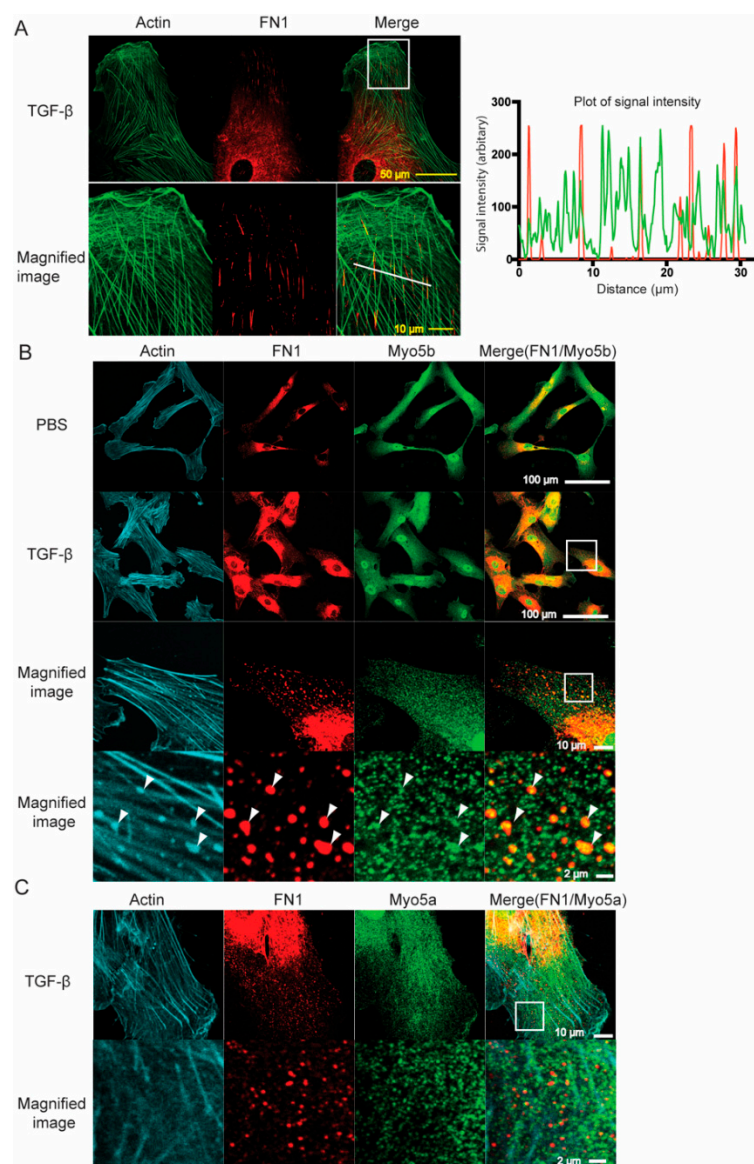 A
Actin FN1 Merge
TGF-β
50 µm
Magnified
image
10 µm
Plot of signal intensity
Signal intensity (arbitary)
300
200
100
0
0 10 20 30
Distance (µm)
B
Actin FN1 Myo5b Merge(FN1/Myo5b)
PBS
100 µm
TGF-β
100 µm
Magnified
image
10 µm
Magnified
image
2 µm
C
Actin FN1 Myo5a Merge(FN1/Myo5a)
TGF-β
10 µm
Magnified
image
2 µm